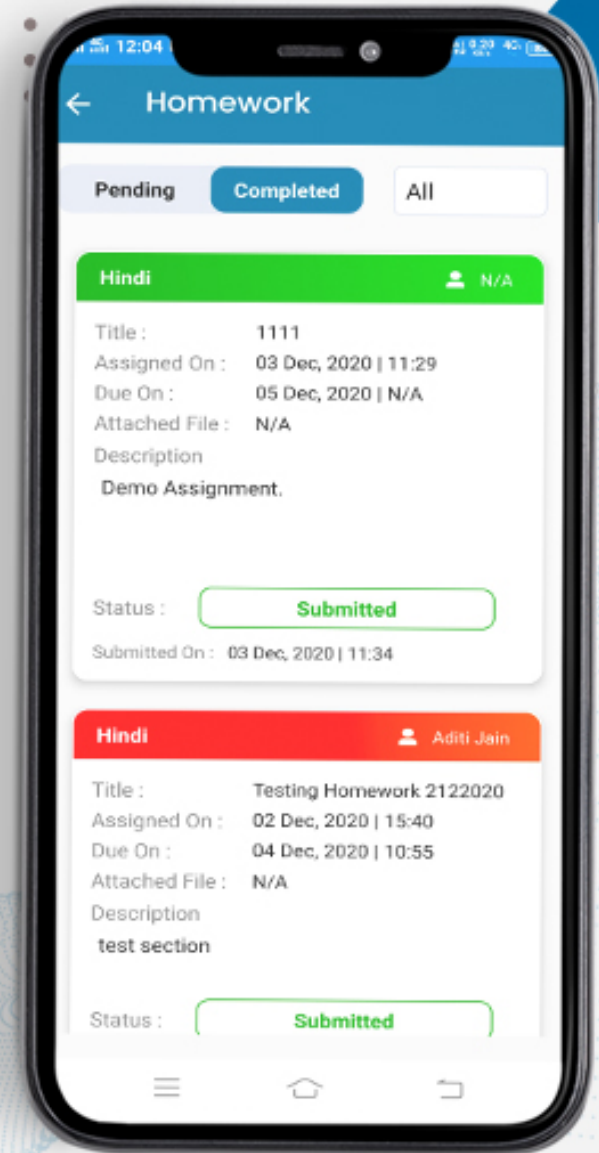 12:04
Homework
Pending Completed All
Hindi N/A
Title : 1111
Assigned On : 03 Dec, 2020 | 11:29
Due On : 05 Dec, 2020 | N/A
Attached File : N/A
Description
Demo Assignment.
Status : Submitted
Submitted On : 03 Dec, 2020 | 11:34
Hindi Aditi Jain
Title : Testing Homework 2122020
Assigned On : 02 Dec, 2020 | 15:40
Due On : 04 Dec, 2020 | 10:55
Attached File : N/A
Description
test section
Status : Submitted